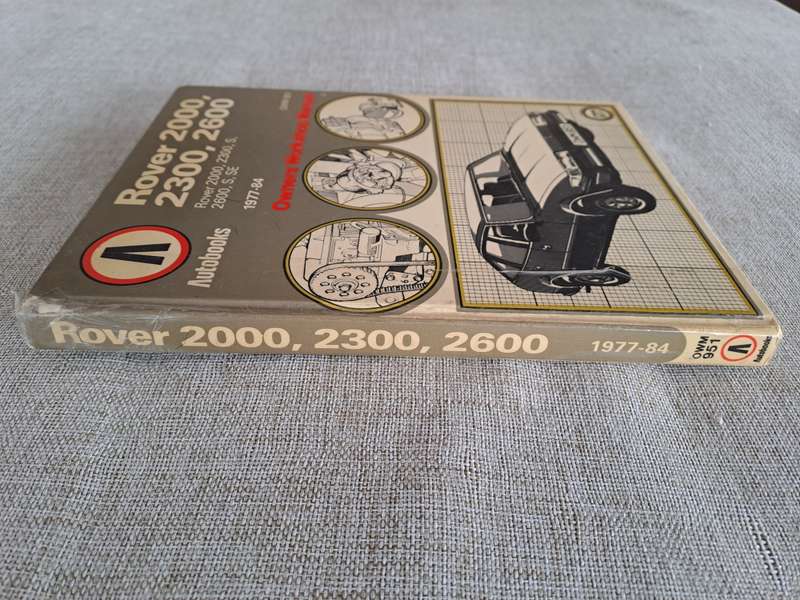 Rover 2000,
2300, 2600
Rover 2000, 2300, S,
2600, S, SE
1977-84
Owners Workshop Manual
Autobooks
Rover 2000, 2300, 2600
1977-84
OWM
951
Autobooks